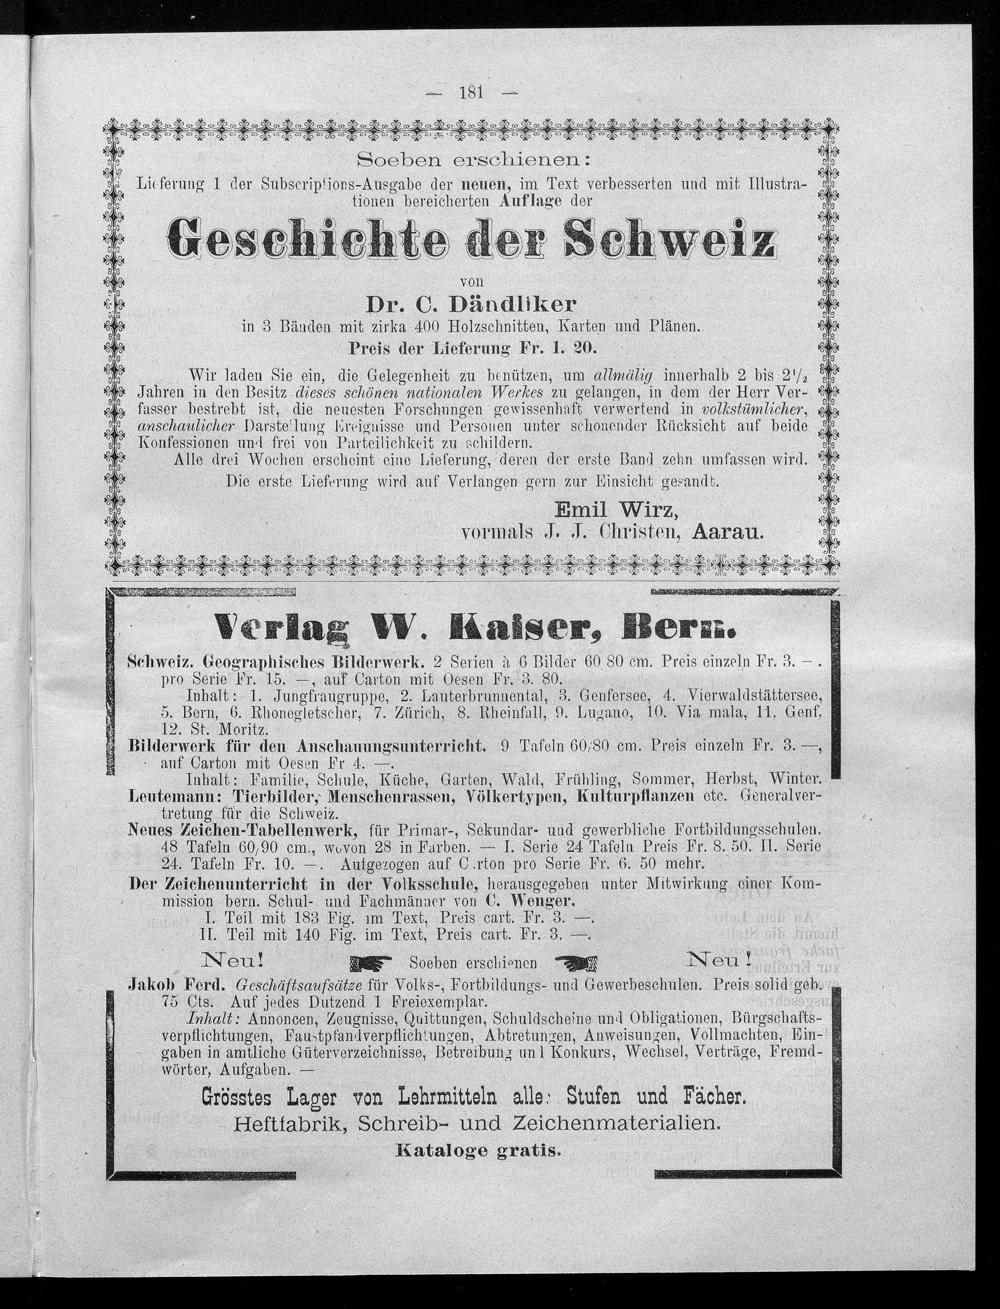 — 181 —
Soeben erschienen:
Lieferung 1 der Subscriptions-Ausgabe der neuen, im Text verbesserten und mit Illustra-
tionen bereicherten Auflage der
Geschichte der Schweiz
von
Dr. C. Dändliker
in 3 Bänden mit zirka 400 Holzschnitten, Karten und Plänen.
Preis der Lieferung Fr. 1. 20.
Wir laden Sie ein, die Gelegenheit zu benützen, um allmälig innerhalb 2 bis 2½
Jahren in den Besitz dieses schönen nationalen Werkes zu gelangen, in dem der Herr Ver-
fasser bestrebt ist, die neuesten Forschungen gewissenhaft verwertend in volkstümlicher,
anschaulicher Darstellung Ereignisse und Personen unter schonender Rücksicht auf beide
Konfessionen und frei von Parteilichkeit zu schildern.
Alle drei Wochen erscheint eine Lieferung, deren der erste Band zehn umfassen wird.
Die erste Lieferung wird auf Verlangen gern zur Einsicht gesandt.
Emil Wirz,
vormals J. J. Christen, Aarau.
Verlag W. Kaiser, Bern.
Schweiz. Geographisches Bilderwerk. 2 Serien à 6 Bilder 60 80 cm. Preis einzeln Fr. 3. — .
pro Serie Fr. 15. —, auf Carton mit Oesen Fr. 3. 80.
Inhalt: 1. Jungfraugruppe, 2. Lauterbrunnental, 3. Genfersee, 4. Vierwaldstättersee,
5. Bern, 6. Rhonegletscher, 7. Zürich, 8. Rheinfall, 9. Lugano, 10. Via mala, 11. Genf.
12. St. Moritz.
Bilderwerk für den Anschauungsunterricht. 9 Tafeln 60/80 cm. Preis einzeln Fr. 3. —,
auf Carton mit Oesen Fr 4. —.
Inhalt: Familie, Schule, Küche, Garten, Wald, Frühling, Sommer, Herbst, Winter.
Leutemann: Tierbilder, Menschenrassen, Völkertypen, Kulturpflanzen etc. Generalver-
tretung für die Schweiz.
Neues Zeichen-Tabellenwerk, für Primar-, Sekundar- und gewerbliche Fortbildungsschulen.
48 Tafeln 60/90 cm., wovon 28 in Farben. — I. Serie 24 Tafeln Preis Fr. 8. 50. II. Serie
24. Tafeln Fr. 10. —. Aufgezogen auf Carton pro Serie Fr. 6. 50 mehr.
Der Zeichenunterricht in der Volksschule, herausgegeben unter Mitwirkung einer Kom-
mission bern. Schul- und Fachmänner von C. Wenger.
I. Teil mit 183 Fig. im Text, Preis cart. Fr. 3. —.
II. Teil mit 140 Fig. im Text, Preis cart. Fr. 3. —.
Neu! Soeben erschienen Neu!
Jakob Ferd. Geschäftsaufsätze für Volks-, Fortbildungs- und Gewerbeschulen. Preis solid geb.
75 Cts. Auf jedes Dutzend 1 Freiexemplar.
Inhalt: Annoncen, Zeugnisse, Quittungen, Schuldscheine und Obligationen, Bürgschafts-
verpflichtungen, Faustpfandverpflichtungen, Abtretungen, Anweisungen, Vollmachten, Ein-
gaben in amtliche Güterverzeichnisse, Betreibung und Konkurs, Wechsel, Verträge, Fremd-
wörter, Aufgaben. —
Grösstes Lager von Lehrmitteln aller Stufen und Fächer.
Heftfabrik, Schreib- und Zeichenmaterialien.
Kataloge gratis.